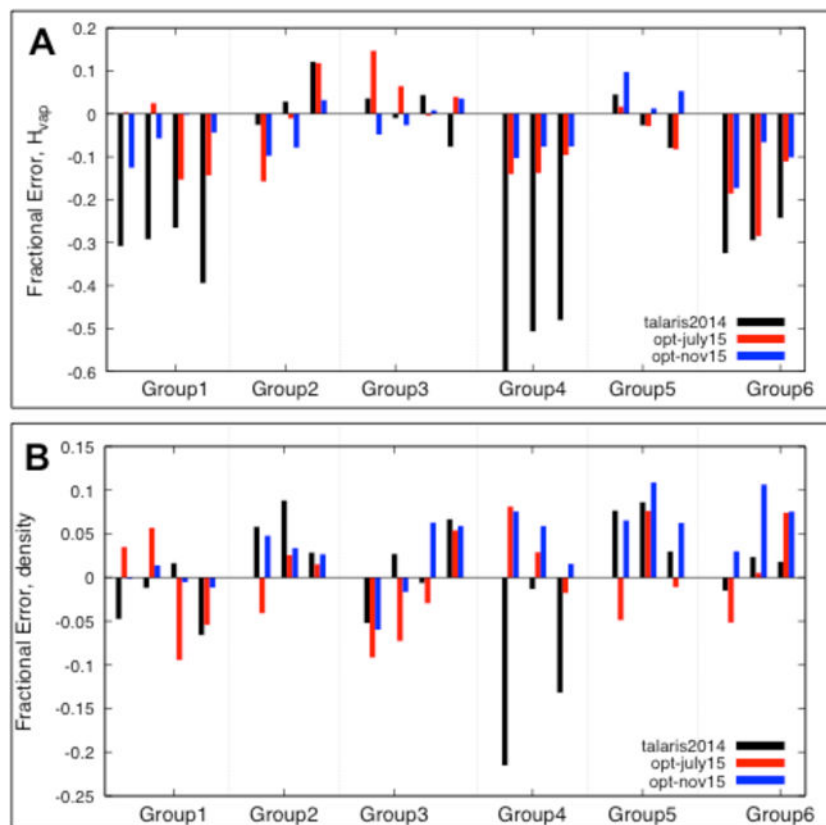 A
0.2
0.1
0
-0.1
-0.2
-0.3
-0.4
-0.5
-0.6
Fractional Error, Hvap
talaris2014
opt-july15
opt-nov15
Group1 Group2 Group3 Group4 Group5 Group6
B
0.15
0.1
0.05
0
-0.05
-0.1
-0.15
-0.2
-0.25
Fractional Error, density
talaris2014
opt-july15
opt-nov15
Group1 Group2 Group3 Group4 Group5 Group6